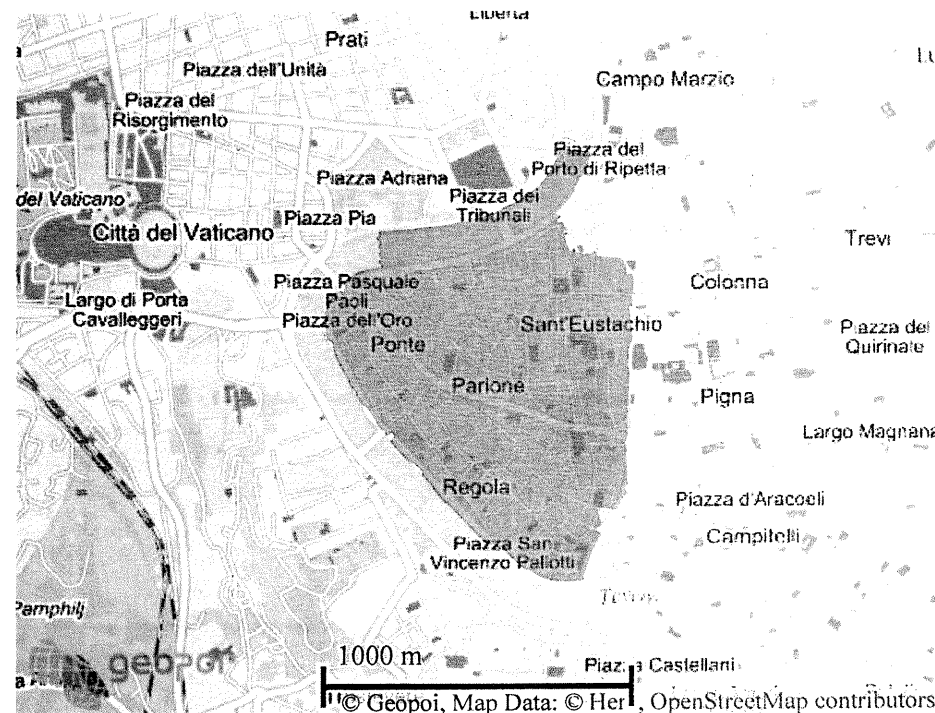 Prati
Piazza dell'Unità
Campo Marzio
Piazza del
Risorgimento
Piazza del
Porto di Ripetta
Piazza Adriana
Piazza dei
Tribunali
del Vaticano
Piazza Pia
Città del Vaticano
Trevi
Colonna
Piazza Pasquale
Paoli
Largo di Porta
Cavalleggeri
Piazza dell'Oro
Sant'Eustachio
Ponte
Piazza del
Quirinale
Parione
Pigna
Largo Magnana
Regola
Piazza d'Aracoeli
Campitelli
Piazza San
Vincenzo Pallotti
Pamphilj
geopoi
1000 m
Piazza Castellani
© Geopoi, Map Data: © Her , OpenStreetMap contributors